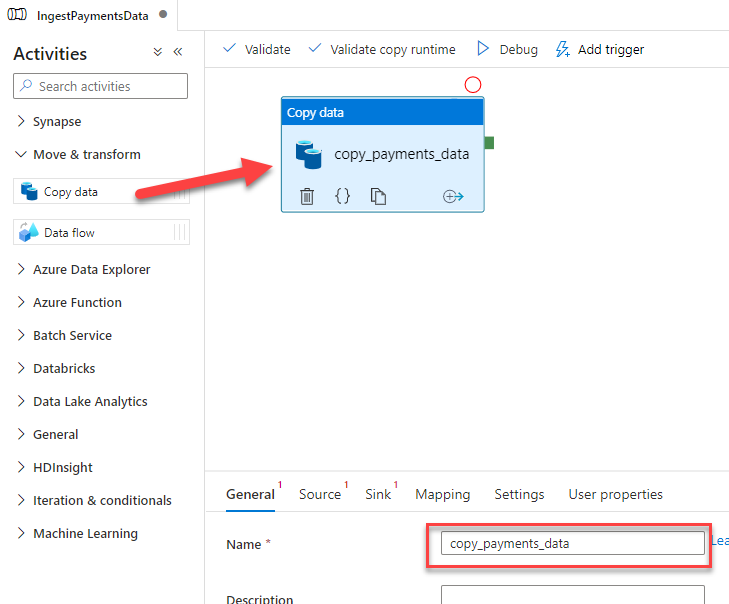 IngestPaymentsData
Activities
Search activities
Synapse
Move & transform
Copy data
Data flow
Azure Data Explorer
Azure Function
Batch Service
Databricks
Data Lake Analytics
General
HDInsight
Iteration & conditionals
Machine Learning
Validate Validate copy runtime Debug Add trigger
Copy data
copy_payments_data
{}
General 1 Source 1 Sink 1 Mapping Settings User properties
Name * copy_payments_data
Description